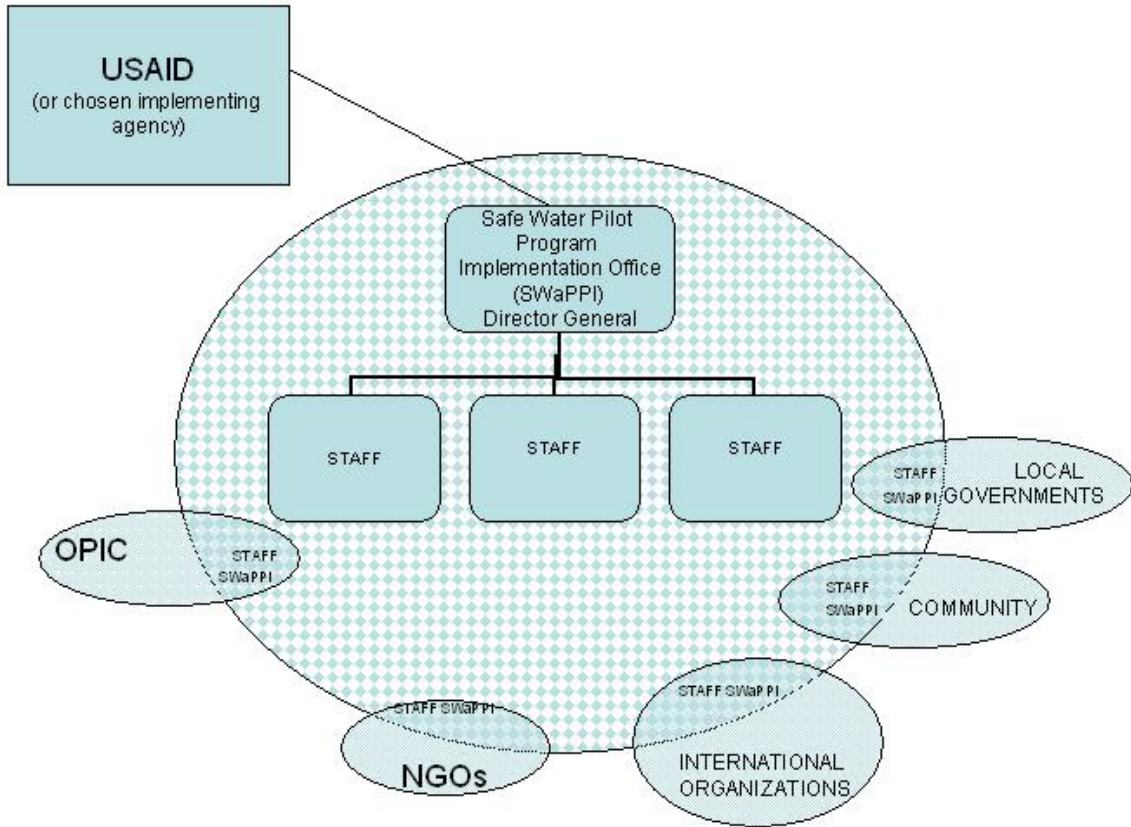 USAID
(or chosen implementing
agency)
Safe Water Pilot
Program
Implementation Office
(SWaPPI)
Director General
STAFF
STAFF
STAFF
STAFF
SWaPPI
LOCAL
GOVERNMENTS
OPIC
STAFF
SWaPPI
STAFF
SWaPPI
COMMUNITY
STAFF SWaPPI
INTERNATIONAL
ORGANIZATIONS
STAFF SWaPPI
NGOs